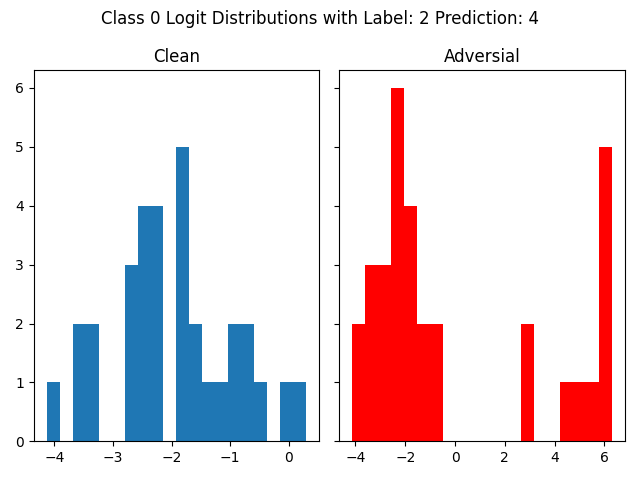 Class 0 Logit Distributions with Label: 2 Prediction: 4
Clean
Adversial
6
5
4
3
2
1
0
−4 −3 −2 −1 0
−4 −2 0 2 4 6